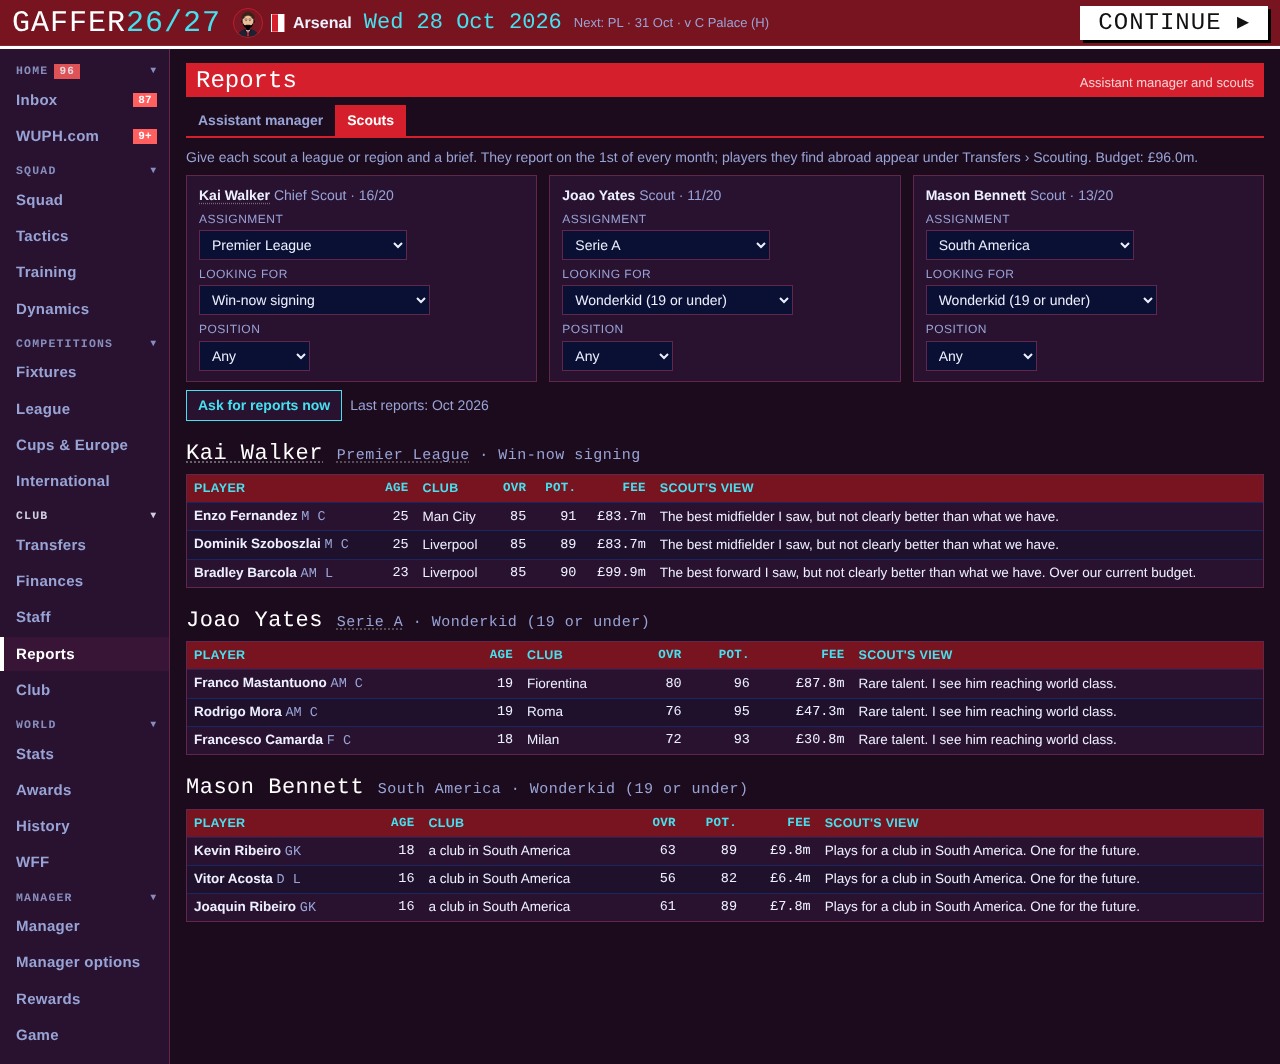 GAFFER26/27 Arsenal Wed 28 Oct 2026 Next: PL · 31 Oct · v C Palace (H) CONTINUE ►
HOME 96 ▼
Inbox 87
WUPH.com 9+
SQUAD ▼
Squad
Tactics
Training
Dynamics
COMPETITIONS ▼
Fixtures
League
Cups & Europe
International
CLUB ▼
Transfers
Finances
Staff
Reports
Club
WORLD ▼
Stats
Awards
History
WFF
MANAGER ▼
Manager
Manager options
Rewards
Game
Reports Assistant manager and scouts
Assistant manager Scouts
Give each scout a league or region and a brief. They report on the 1st of every month; players they find abroad appear under Transfers › Scouting. Budget: £96.0m.
Kai Walker Chief Scout · 16/20
ASSIGNMENT
Premier League
LOOKING FOR
Win-now signing
POSITION
Any
Joao Yates Scout · 11/20
ASSIGNMENT
Serie A
LOOKING FOR
Wonderkid (19 or under)
POSITION
Any
Mason Bennett Scout · 13/20
ASSIGNMENT
South America
LOOKING FOR
Wonderkid (19 or under)
POSITION
Any
Ask for reports now Last reports: Oct 2026
Kai Walker Premier League · Win-now signing
PLAYER AGE CLUB OVR POT. FEE SCOUT'S VIEW
Enzo Fernandez M C 25 Man City 85 91 £83.7m The best midfielder I saw, but not clearly better than what we have.
Dominik Szoboszlai M C 25 Liverpool 85 89 £83.7m The best midfielder I saw, but not clearly better than what we have.
Bradley Barcola AM L 23 Liverpool 85 90 £99.9m The best forward I saw, but not clearly better than what we have. Over our current budget.
Joao Yates Serie A · Wonderkid (19 or under)
PLAYER AGE CLUB OVR POT. FEE SCOUT'S VIEW
Franco Mastantuono AM C 19 Fiorentina 80 96 £87.8m Rare talent. I see him reaching world class.
Rodrigo Mora AM C 19 Roma 76 95 £47.3m Rare talent. I see him reaching world class.
Francesco Camarda F C 18 Milan 72 93 £30.8m Rare talent. I see him reaching world class.
Mason Bennett South America · Wonderkid (19 or under)
PLAYER AGE CLUB OVR POT. FEE SCOUT'S VIEW
Kevin Ribeiro GK 18 a club in South America 63 89 £9.8m Plays for a club in South America. One for the future.
Vitor Acosta D L 16 a club in South America 56 82 £6.4m Plays for a club in South America. One for the future.
Joaquin Ribeiro GK 16 a club in South America 61 89 £7.8m Plays for a club in South America. One for the future.